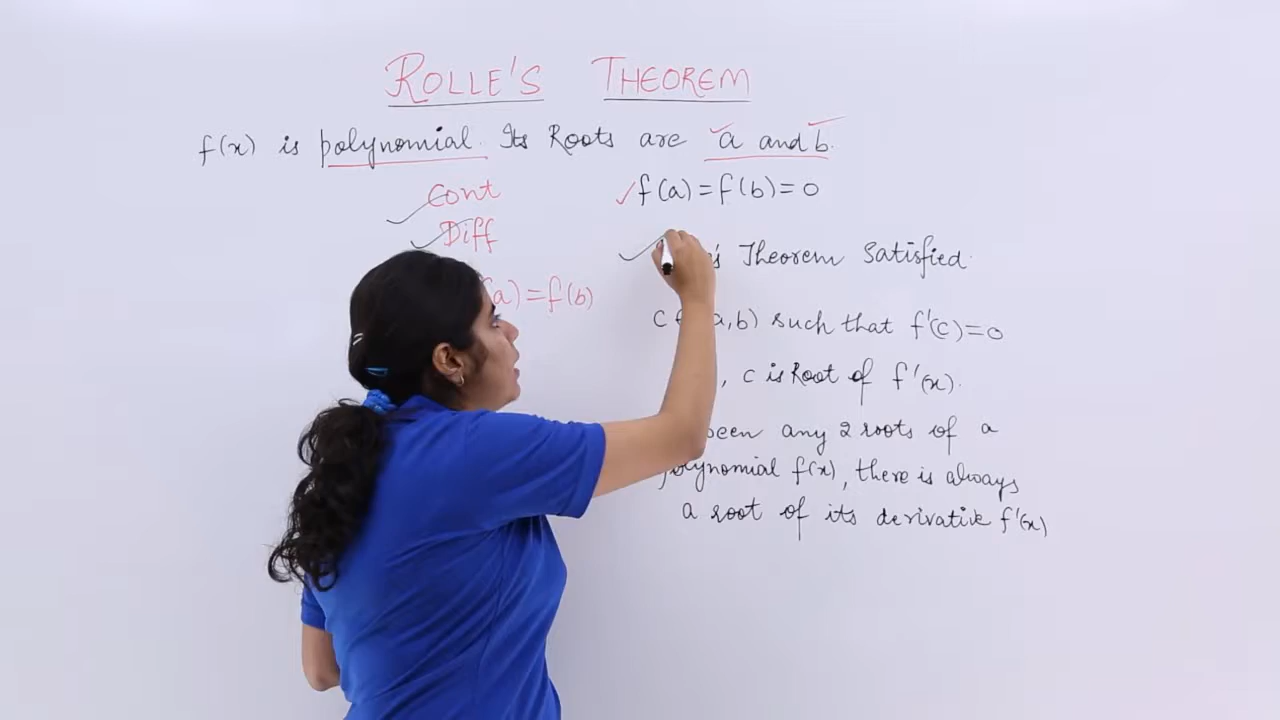 ROLLE'S THEOREM
f(x) is polynomial. Its Roots are a and b.
Cont
Diff
(a)=f(b)
f(a)=f(b)=0
's Theorem Satisfied.
c a,b) such that f'(c)=0
, c is Root of f'(x).
any 2 roots of a
polynomial f(x), there is always
a root of its derivative f'(x)